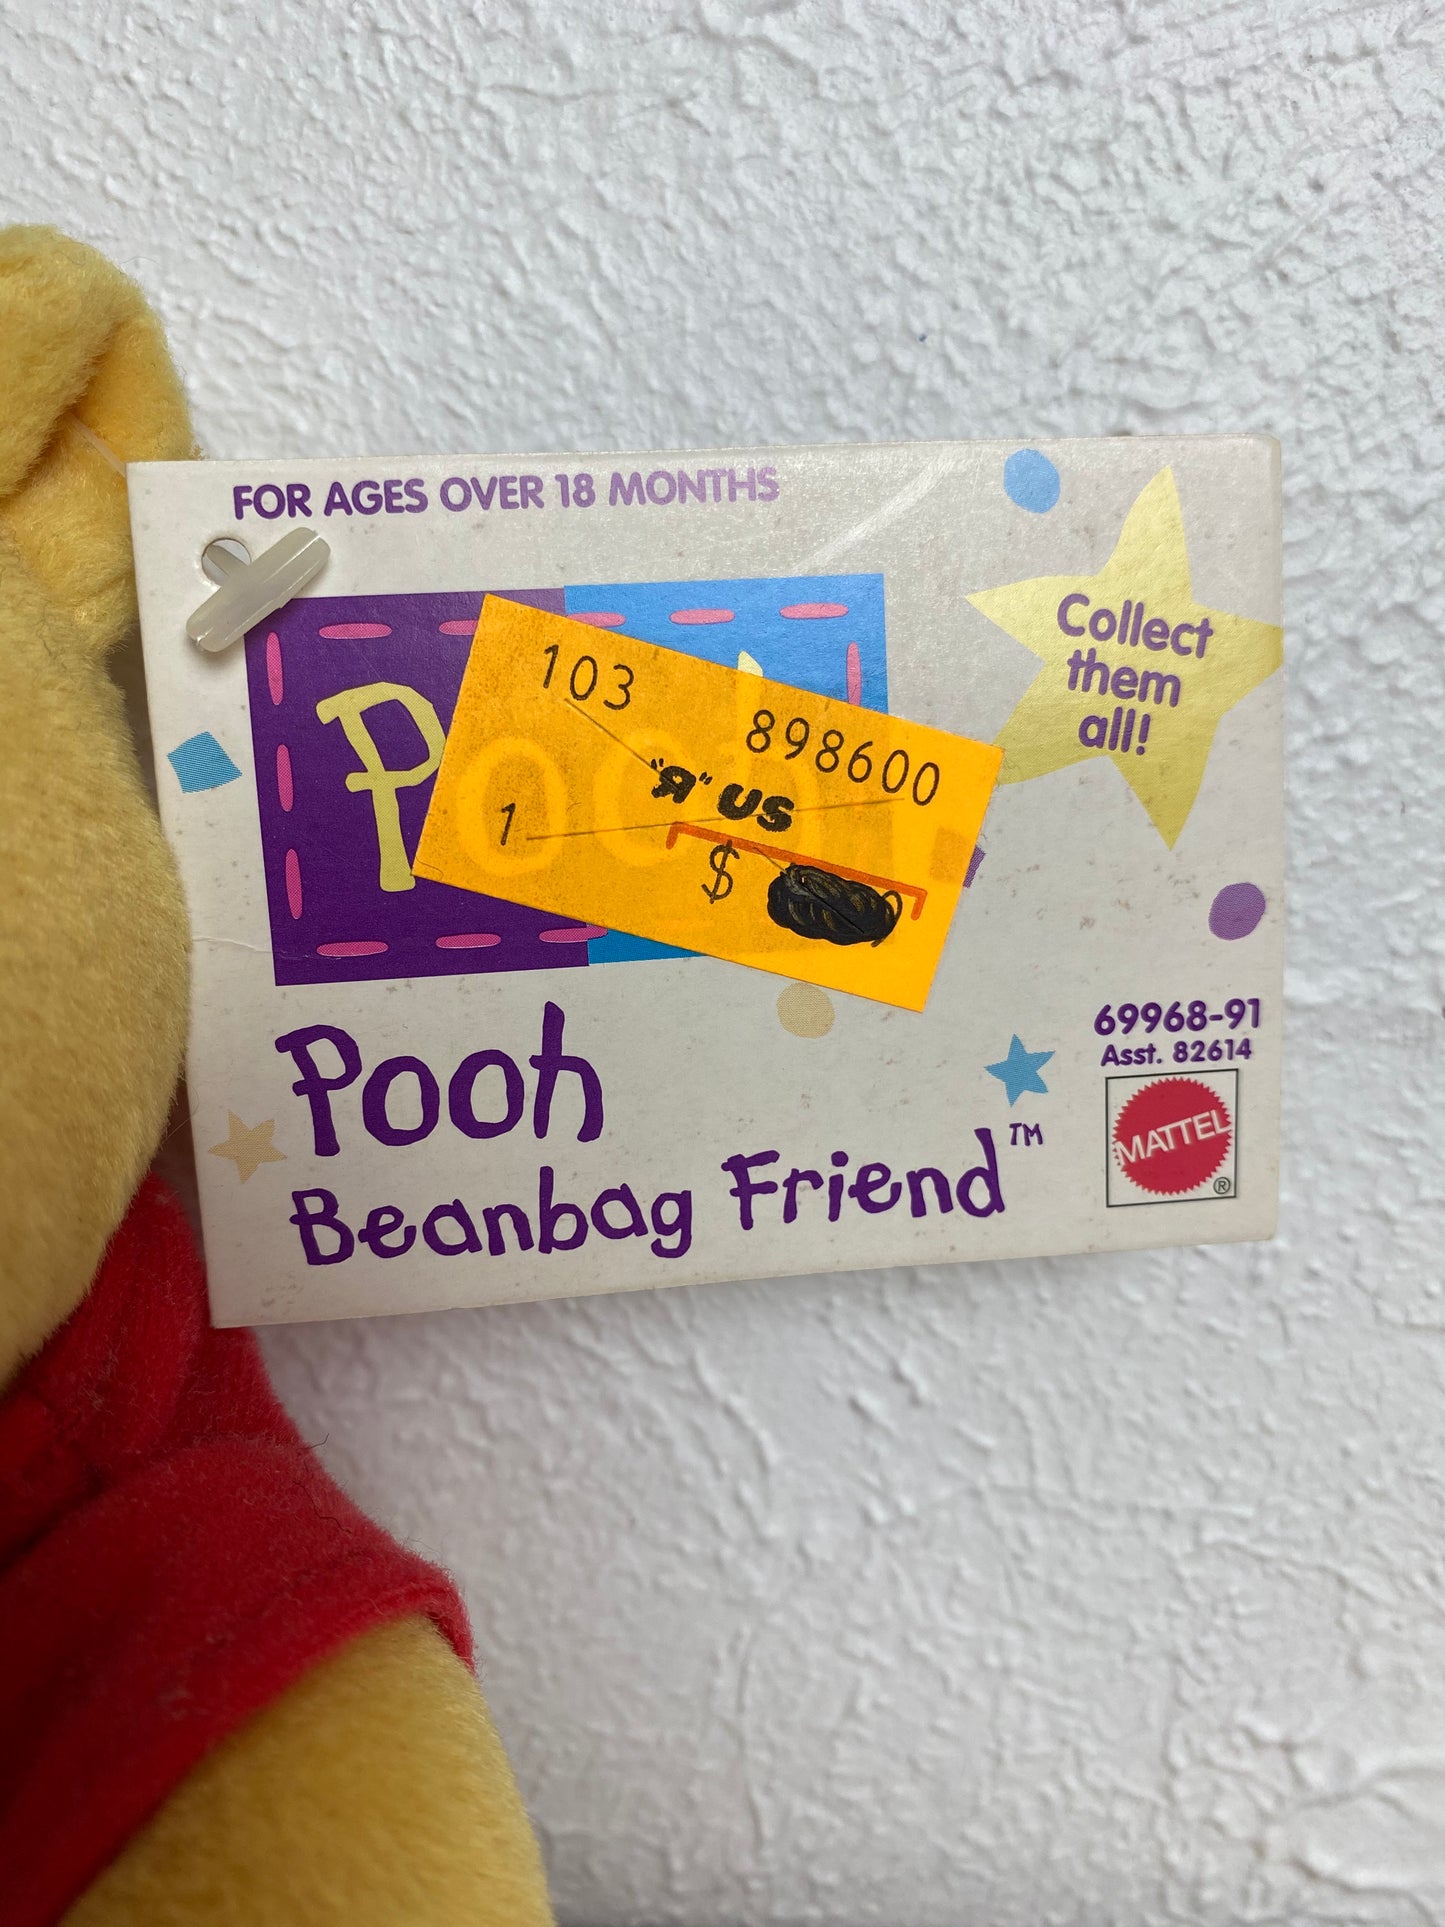 FOR AGES OVER 18 MONTHS
Collect
them
all!
Pooh
103 898600
"R" US
1
$
69968-91
Asst. 82614
MATTEL ®
Pooh
Beanbag Friend™